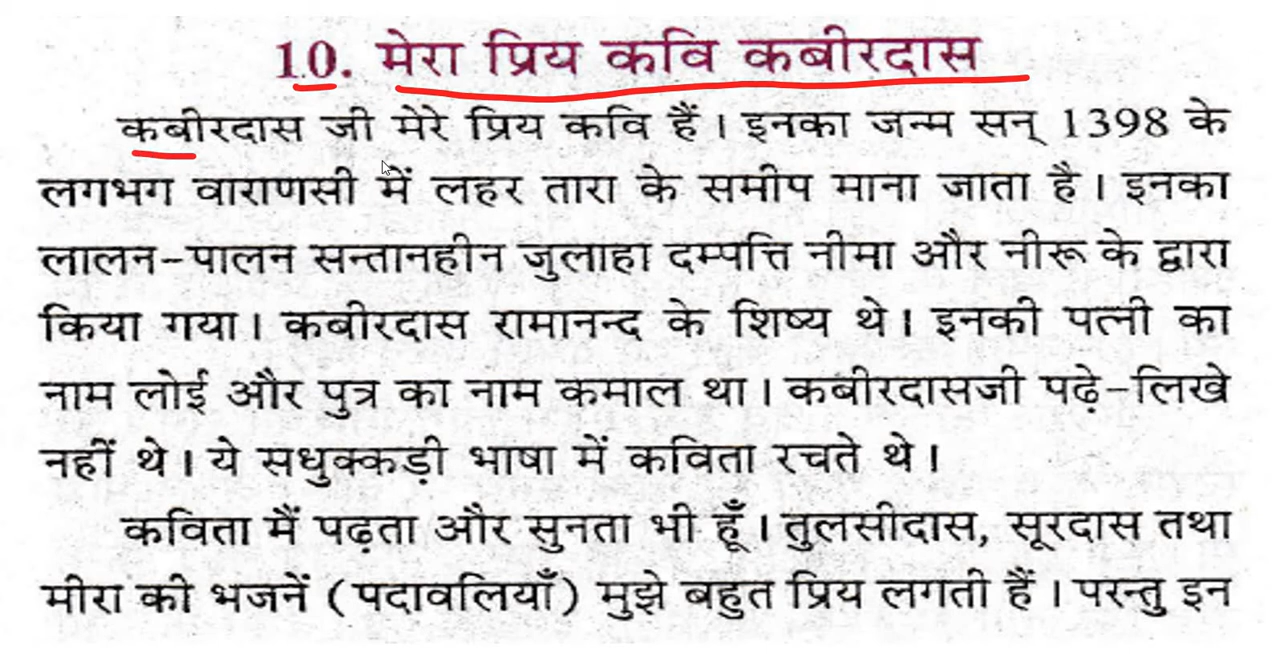 10. मेरा प्रिय कवि कबीरदास
कबीरदास जी मेरे प्रिय कवि हैं। इनका जन्म सन् 1398 के
लगभग वाराणसी में लहर तारा के समीप माना जाता है। इनका
लालन-पालन सन्तानहीन जुलाहा दम्पत्ति नीमा और नीरू के द्वारा
किया गया। कबीरदास रामानन्द के शिष्य थे। इनकी पत्नी का
नाम लोई और पुत्र का नाम कमाल था। कबीरदासजी पढ़े-लिखे
नहीं थे। ये सधुक्कड़ी भाषा में कविता रचते थे।
कविता मैं पढ़ता और सुनता भी हूँ। तुलसीदास, सूरदास तथा
मीरा की भजनें (पदावलियाँ) मुझे बहुत प्रिय लगती हैं। परन्तु इन